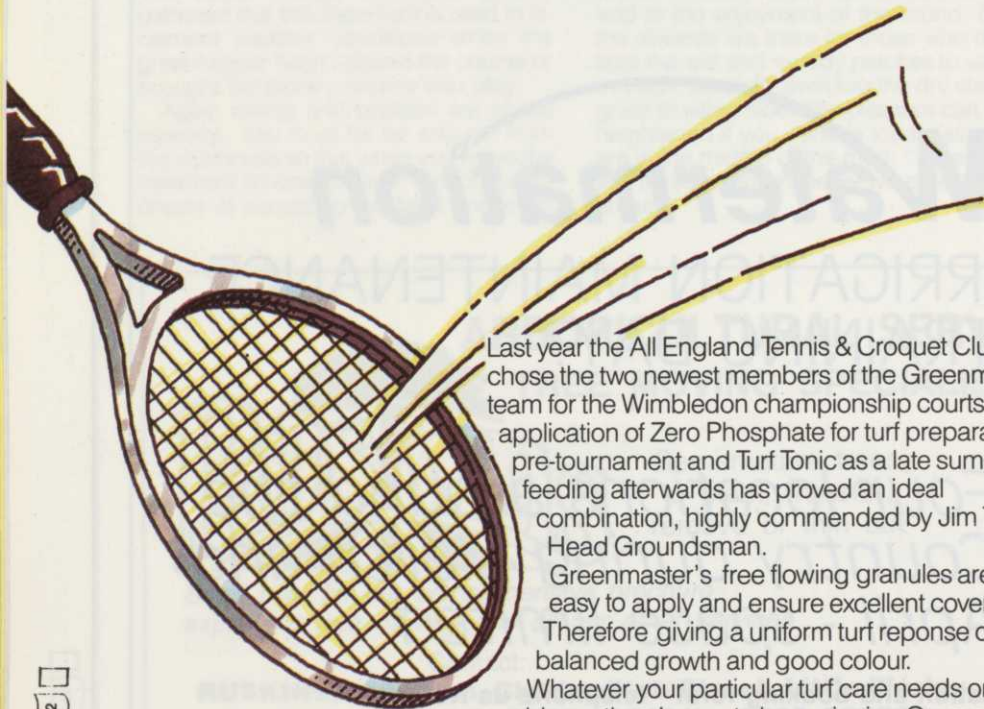 Last year the All England Tennis & Croquet Clu
chose the two newest members of the Greenm
team for the Wimbledon championship courts
application of Zero Phosphate for turf prepara
pre-tournament and Turf Tonic as a late sum
feeding afterwards has proved an ideal
combination, highly commended by Jim
Head Groundsman.
Greenmaster's free flowing granules are
easy to apply and ensure excellent cover
Therefore giving a uniform turf reponse o
balanced growth and good colour.
Whatever your particular turf care needs or